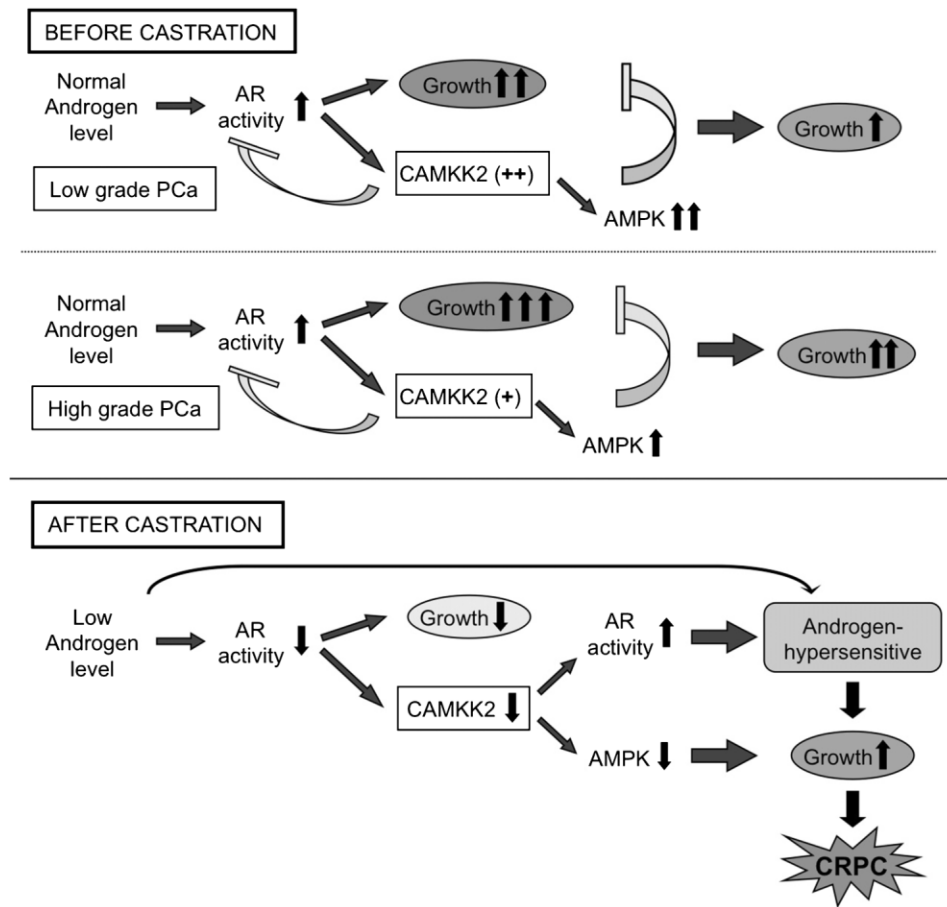 BEFORE CASTRATION
Normal
Androgen
level
AR
activity
Growth
Growth
Low grade PCa
CAMKK2 (++)
AMPK
Normal
Androgen
level
AR
activity
Growth
Growth
High grade PCa
CAMKK2 (+)
AMPK
AFTER CASTRATION
Low
Androgen
level
AR
activity
Growth
CAMKK2
AR
activity
AMPK
Androgen-
hypersensitive
Growth
CRPC